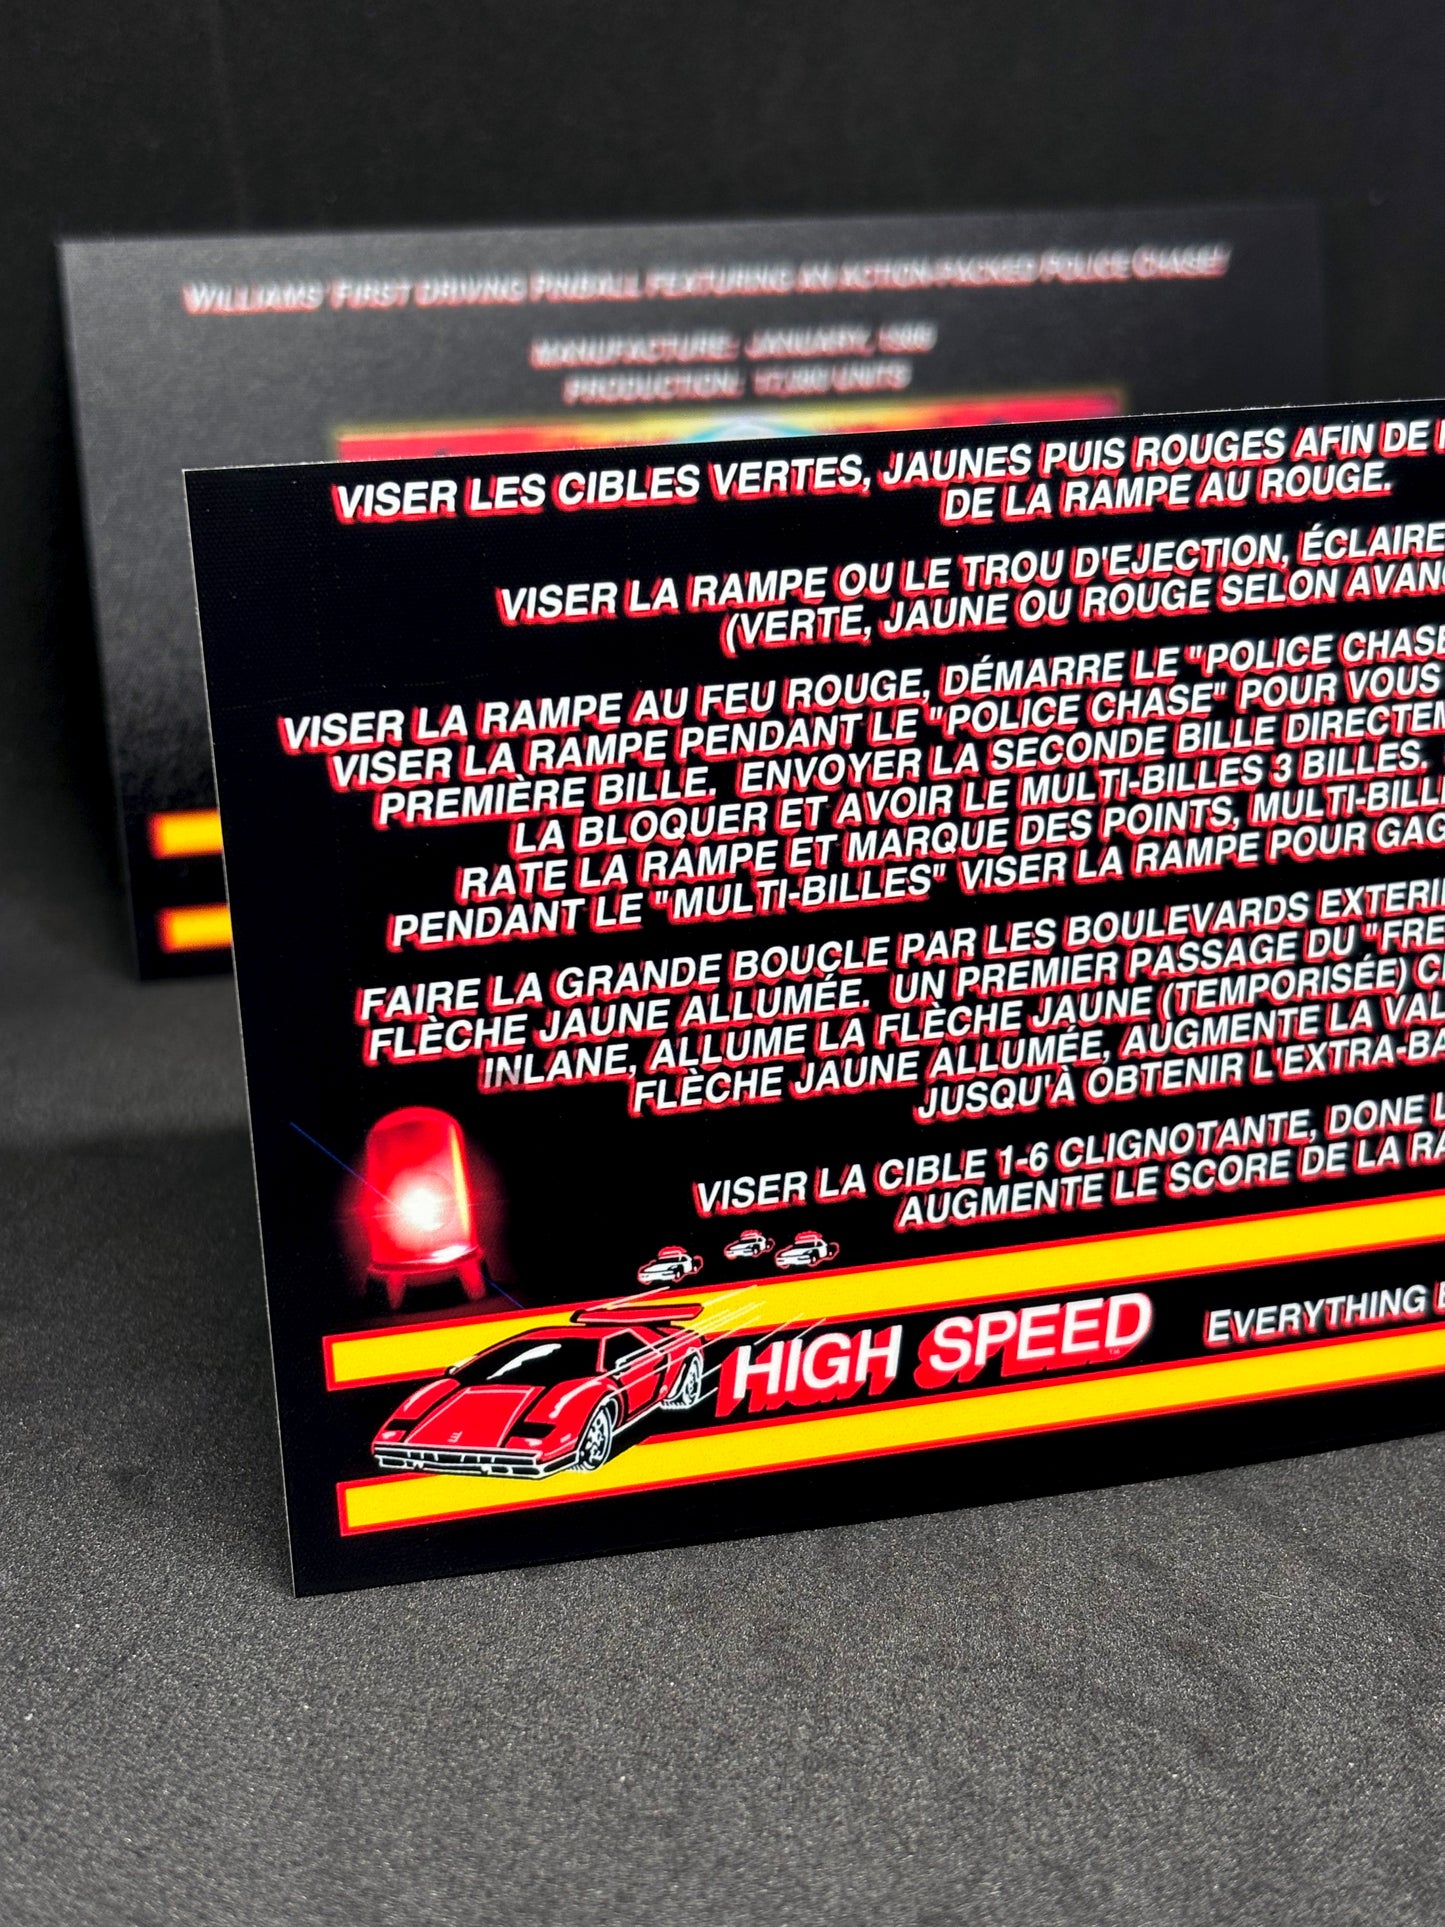 WILLIAMS' FIRST DRIVING PINBALL FEATURING AN ACTION-PACKED POLICE CHASE!
MANUFACTURE: JANUARY,
PRODUCTION: UNITS
VISER LES CIBLES VERTES, JAUNES PUIS ROUGES AFIN DE
DE LA RAMPE AU ROUGE.
VISER LA RAMPE OU LE TROU D'EJECTION, ÉCLAIRE
(VERTE, JAUNE OU ROUGE SELON AVAN
VISER LA RAMPE AU FEU ROUGE, DÉMARRE LE "POLICE CHASE
VISER LA RAMPE PENDANT LE "POLICE CHASE" POUR VOUS
PREMIÈRE BILLE. ENVOYER LA SECONDE BILLE DIRECTEM
LA BLOQUER ET AVOIR LE MULTI-BILLES 3 BILLES.
RATE LA RAMPE ET MARQUE DES POINTS, MULTI-BILL
PENDANT LE "MULTI-BILLES" VISER LA RAMPE POUR GAG
FAIRE LA GRANDE BOUCLE PAR LES BOULEVARDS EXTERI
FLÈCHE JAUNE ALLUMÉE. UN PREMIER PASSAGE DU "FRE
INLANE, ALLUME LA FLÈCHE JAUNE (TEMPORISÉE) C
FLÈCHE JAUNE ALLUMÉE, AUGMENTE LA VAL
JUSQU'À OBTENIR L'EXTRA-BA
VISER LA CIBLE 1-6 CLIGNOTANTE, DONE L
AUGMENTE LE SCORE DE LA RA
HIGH SPEED™ EVERYTHING